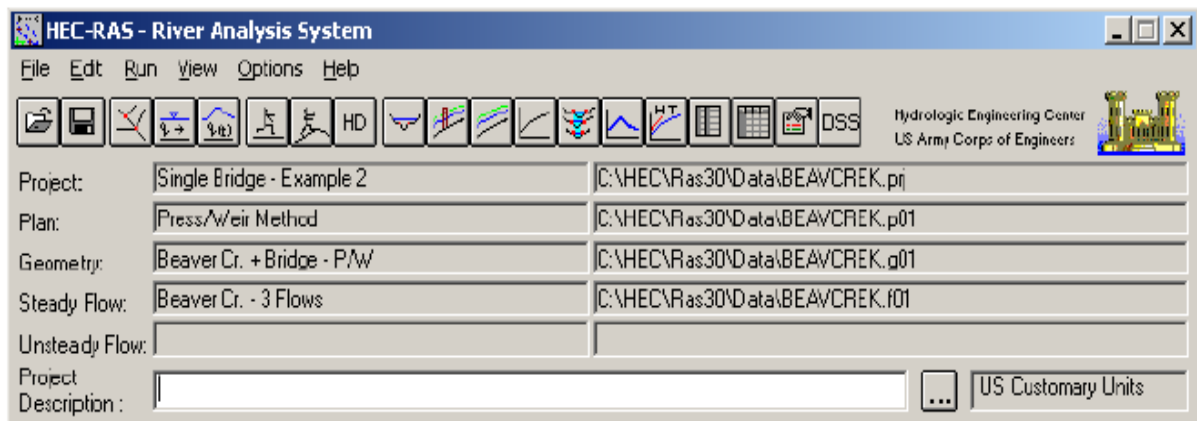 HEC-RAS - River Analysis System
File Edit Run View Options Help
HD HT DSS
Hydrologic Engineering Center
US Army Corps of Engineers
Project: Single Bridge - Example 2 C:\HEC\Ras30\Data\BEAVCREK.prj
Plan: Press/Weir Method C:\HEC\Ras30\Data\BEAVCREK.p01
Geometry: Beaver Cr. + Bridge - P/W C:\HEC\Ras30\Data\BEAVCREK.g01
Steady Flow: Beaver Cr. - 3 Flows C:\HEC\Ras30\Data\BEAVCREK.f01
Unsteady Flow:
Project
Description : ... US Customary Units